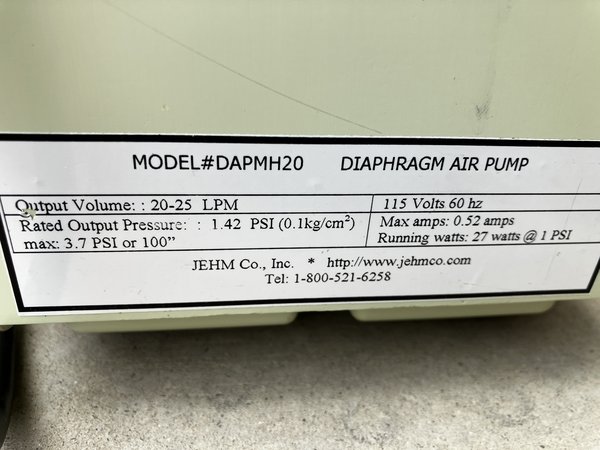 MODEL#DAPMH20 DIAPHRAGM AIR PUMP
Output Volume: : 20-25 LPM
115 Volts 60 hz
Rated Output Pressure: : 1.42 PSI (0.1kg/cm²)
max: 3.7 PSI or 100”
Max amps: 0.52 amps
Running watts: 27 watts @ 1 PSI
JEHM Co., Inc. * http://www.jehmco.com
Tel: 1-800-521-6258